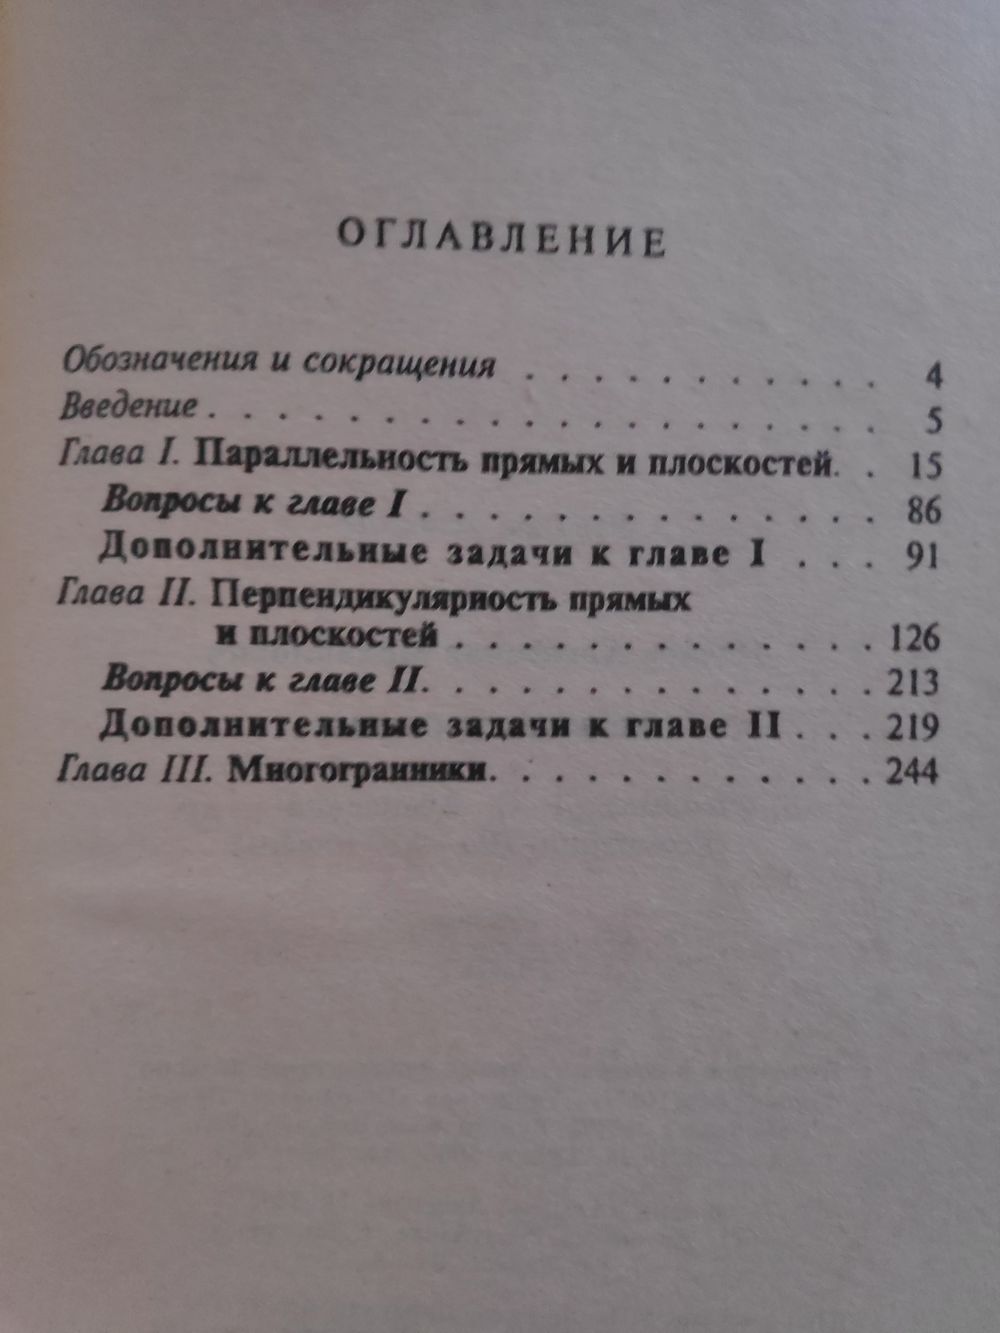 ОГЛАВЛЕНИЕ
Обозначения и сокращения . . . . . . . . . . . 4
Введение . . . . . . . . . . . . . . . . . . . 5
Глава I. Параллельность прямых и плоскостей. . 15
Вопросы к главе I . . . . . . . . . . . . . . 86
Дополнительные задачи к главе I . . . 91
Глава II. Перпендикулярность прямых
и плоскостей . . . . . . . . . . . . . 126
Вопросы к главе II. . . . . . . . . . . . . . 213
Дополнительные задачи к главе II . . . 219
Глава III. Многогранники. . . . . . . . . . . . 244